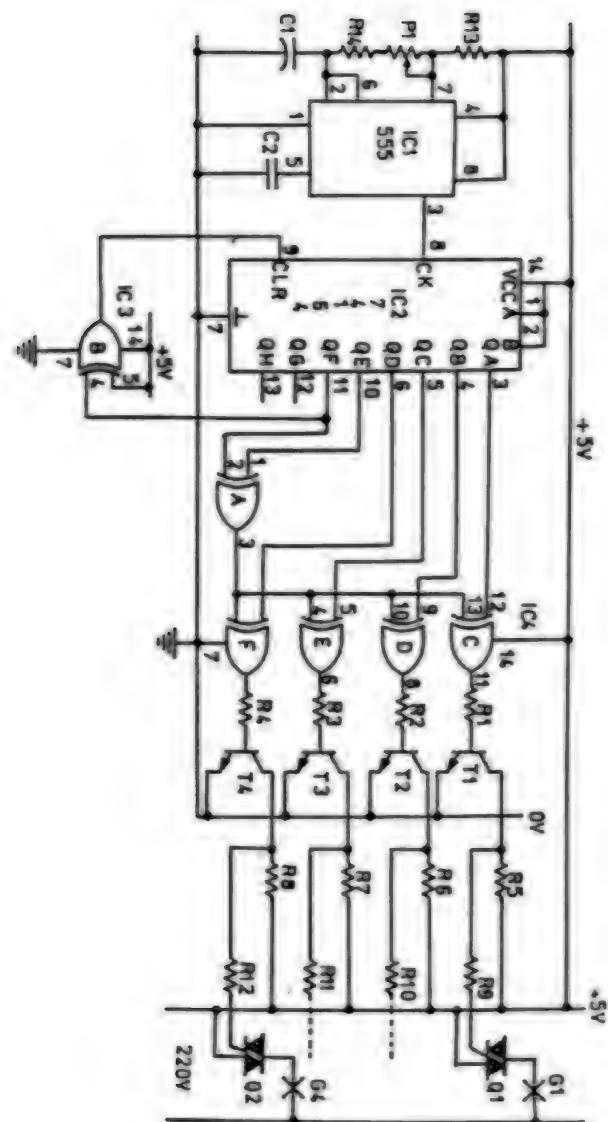 +5V
+5V
R13 4 8 14 VCC A B 1 2 QA 3
12 13 C IC4 14 11 R1 T1 0V R5 R9 Q1 G1
P1 7 IC1 555 3 8 CK IC2 74164 QB 4
9 10 D 8 R2 T2 R6 R10
R14 6 2 QC 5 QD 6
5 4 E 6 R3 T3 R7 R11
C1 1 5 C2 9 CLR QE 10 QF 11 QG 12 QH 13
1 2 A 3 F 7 R4 T4 R8 R12 Q2 G4
7
220V
IC3 14 +5V B 5 4 7